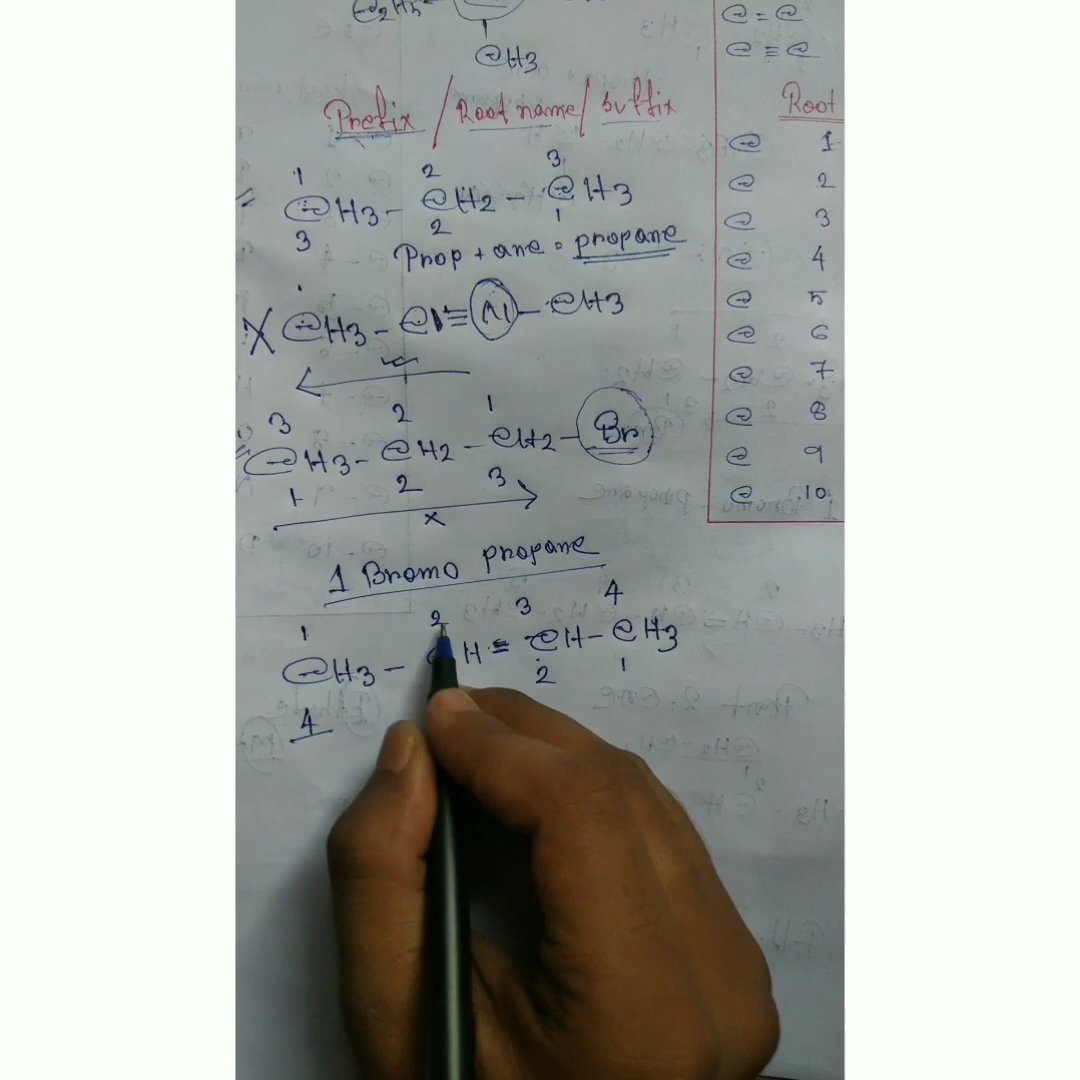 C2H5
CH3
C = C
C ≡ C
Prefix / Root name / suffix
Root
1 2 3
CH3 - CH2 - CH3
3 2 1
Prop + ane = propane
X CH3 -
- CH3
3 2 1
CH3 - CH2 - CH2 - Br
1 2 3
x
1 Bromo propane
1 2 3 4
CH3 - CH = CH - CH3
4 2 1
C 1
C 2
C 3
C 4
C 5
C 6
C 7
C 8
C 9
C 10